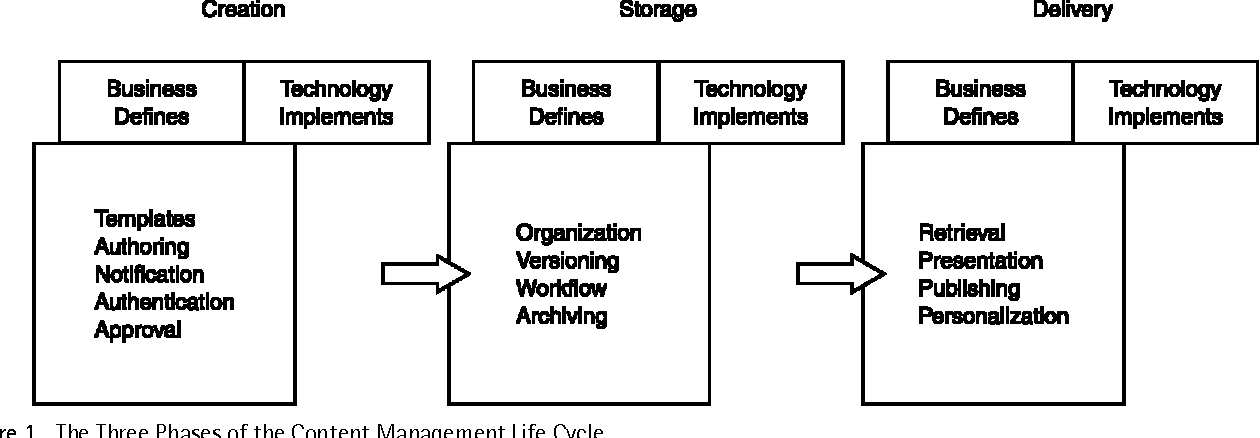 Creation
Storage
Delivery
Business
Defines
Technology
Implements
Business
Defines
Technology
Implements
Business
Defines
Technology
Implements
Templates
Authoring
Notification
Authentication
Approval
Organization
Versioning
Workflow
Archiving
Retrieval
Presentation
Publishing
Personalization
re 1 The Three Phases of the Content Management Life Cycle